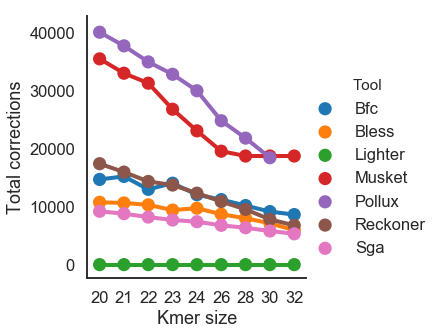 40000
30000
20000
10000
0
Total corrections
20 21 22 23 24 26 28 30 32
Kmer size
Tool
Bfc
Bless
Lighter
Musket
Pollux
Reckoner
Sga